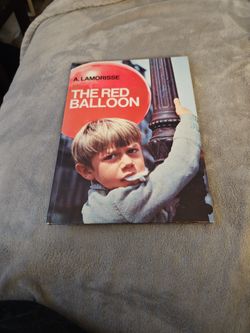 A. LAMORISSE
THE RED
BALLOON